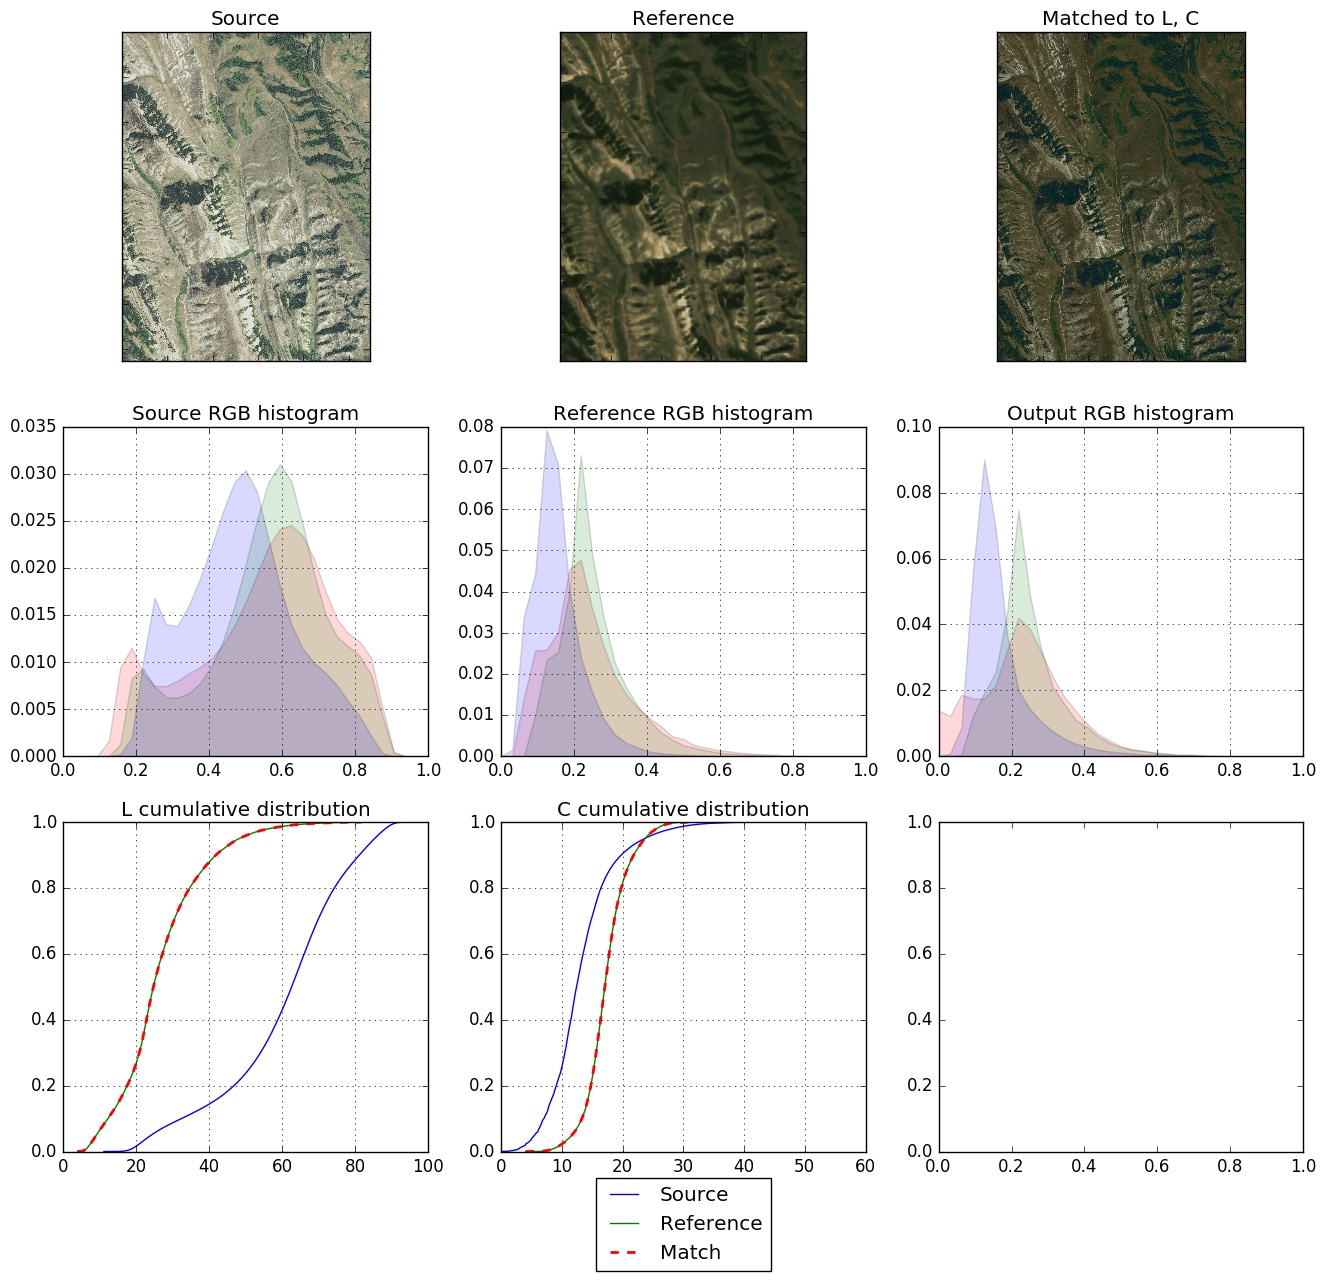 Source
Reference
Matched to L, C
Source RGB histogram
0.035
0.030
0.025
0.020
0.015
0.010
0.005
0.000
0.0 0.2 0.4 0.6 0.8 1.0
Reference RGB histogram
0.08
0.07
0.06
0.05
0.04
0.03
0.02
0.01
0.00
0.0 0.2 0.4 0.6 0.8 1.0
Output RGB histogram
0.10
0.08
0.06
0.04
0.02
0.00
0.0 0.2 0.4 0.6 0.8 1.0
L cumulative distribution
1.0
0.8
0.6
0.4
0.2
0.0
0 20 40 60 80 100
C cumulative distribution
1.0
0.8
0.6
0.4
0.2
0.0
0 10 20 30 40 50 60
1.0
0.8
0.6
0.4
0.2
0.0
0.0 0.2 0.4 0.6 0.8 1.0
Source
Reference
Match